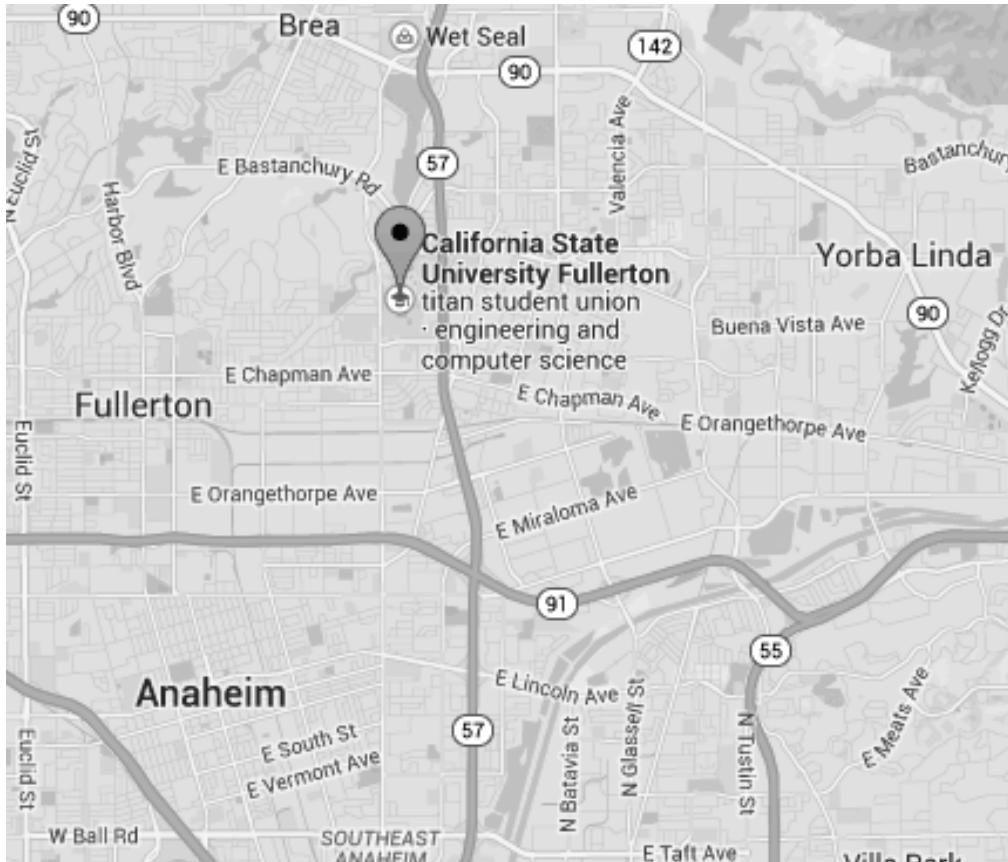 90
Brea
Wet Seal
142
90
N Euclid St
57
Valencia Ave
E Bastanchury Rd
Bastanchury
Harbor Blvd
California State
University Fullerton
titan student union
· engineering and
computer science
Yorba Linda
90
Buena Vista Ave
Kellogg Dr
E Chapman Ave
Fullerton
E Chapman Ave
E Orangethorpe Ave
Euclid St
E Orangethorpe Ave
E Miraloma Ave
91
55
Anaheim
E Lincoln Ave
E Meats Ave
57
E South St
E Vermont Ave
Euclid St
N Batavia St
N Glassell St
N Tustin St
W Ball Rd
SOUTHEAST
ANAHEIM
E Taft Ave
Villa Park